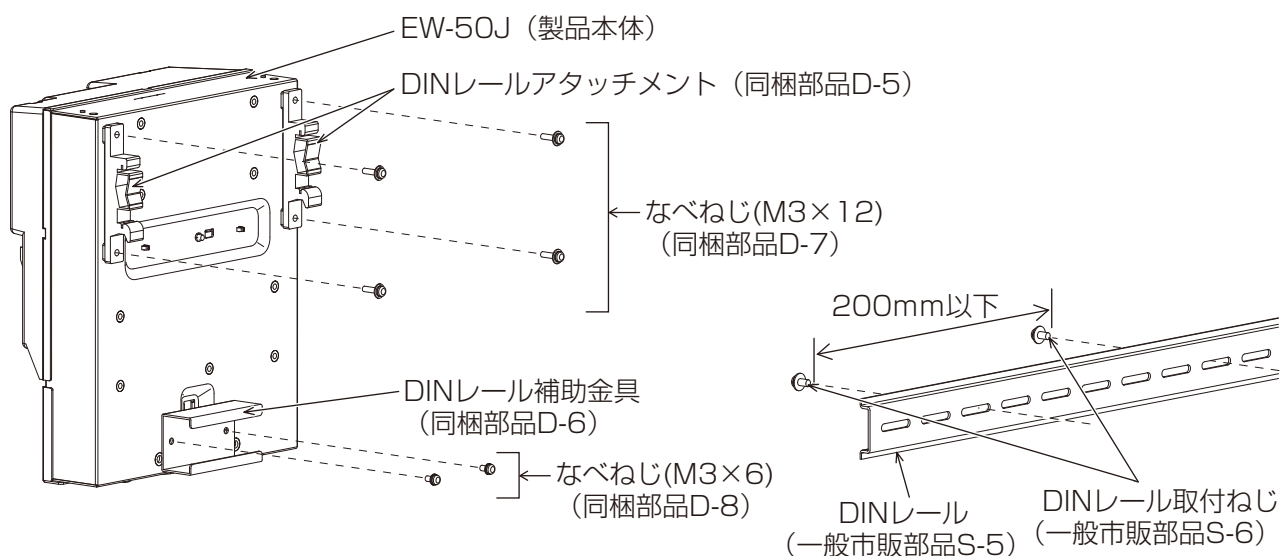 EW-50J（製品本体）
DINレールアタッチメント（同梱部品D-5）
なべねじ(M3×12)
（同梱部品D-7）
200mm以下
DINレール補助金具
（同梱部品D-6）
なべねじ(M3×6)
（同梱部品D-8）
DINレール
（一般市販部品S-5）
DINレール取付ねじ
（一般市販部品S-6）